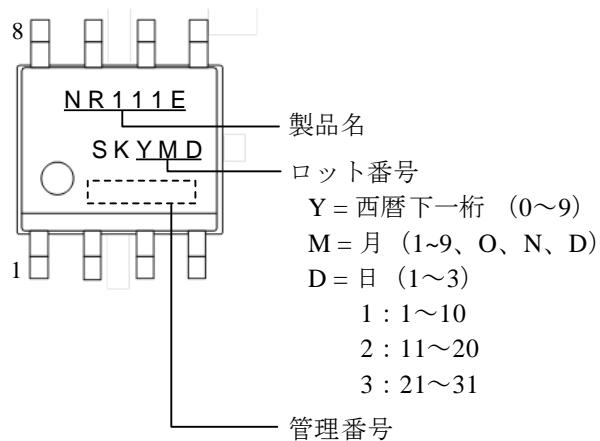 8
NR111E
製品名
SKYMD
ロット番号
Y = 西暦下一桁 （0～9）
M = 月（1~9、O、N、D）
D = 日（1～3）
1：1～10
1
2：11～20
3：21～31
管理番号